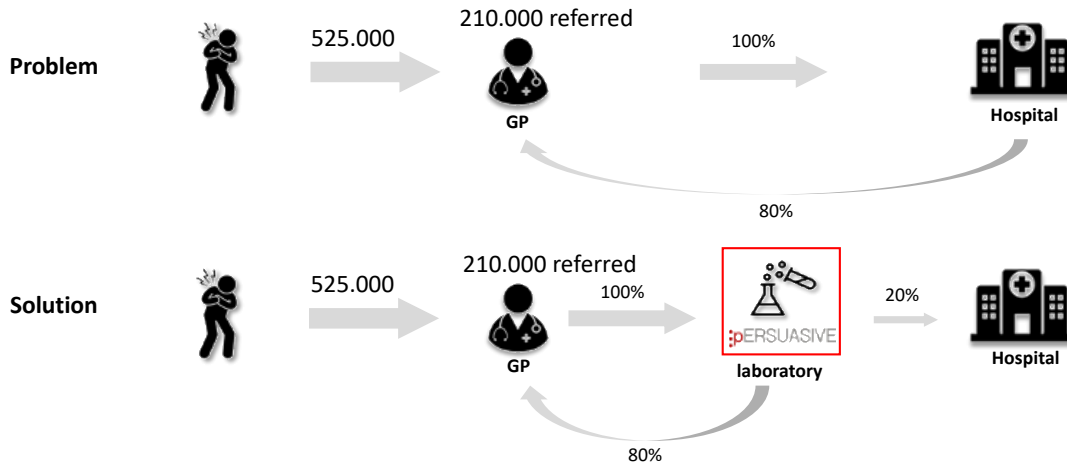 210.000 referred
525.000
100%
Problem
GP
Hospital
80%
210.000 referred
525.000
100%
20%
Solution
:pERSUASIVE
GP
laboratory
Hospital
80%